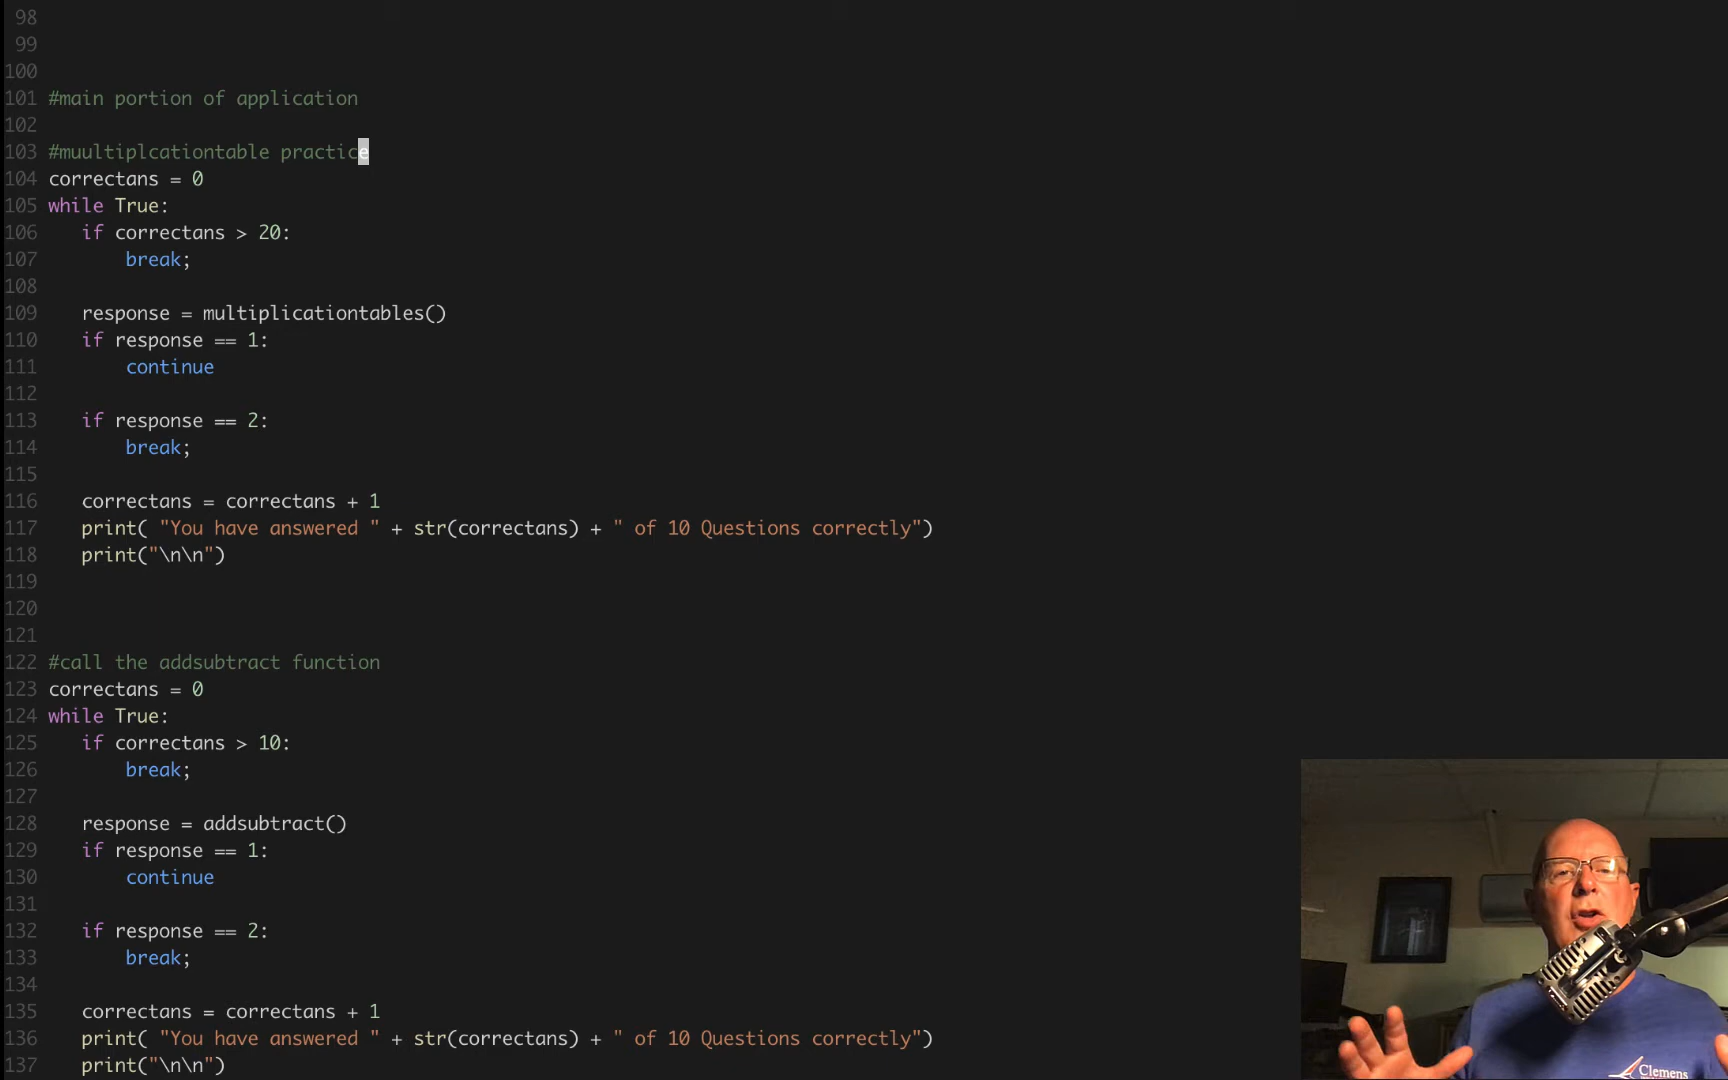 98
99
100
101 #main portion of application
102
103 #muultiplcationtable practice
104 correctans = 0
105 while True:
106    if correctans > 20:
107        break;
108
109    response = multiplicationtables()
110    if response == 1:
111        continue
112
113    if response == 2:
114        break;
115
116    correctans = correctans + 1
117    print( "You have answered " + str(correctans) + " of 10 Questions correctly")
118    print("\n\n")
119
120
121
122 #call the addsubtract function
123 correctans = 0
124 while True:
125    if correctans > 10:
126        break;
127
128    response = addsubtract()
129    if response == 1:
130        continue
131
132    if response == 2:
133        break;
134
135    correctans = correctans + 1
136    print( "You have answered " + str(correctans) + " of 10 Questions correctly")
137    print("\n\n")
Clemens